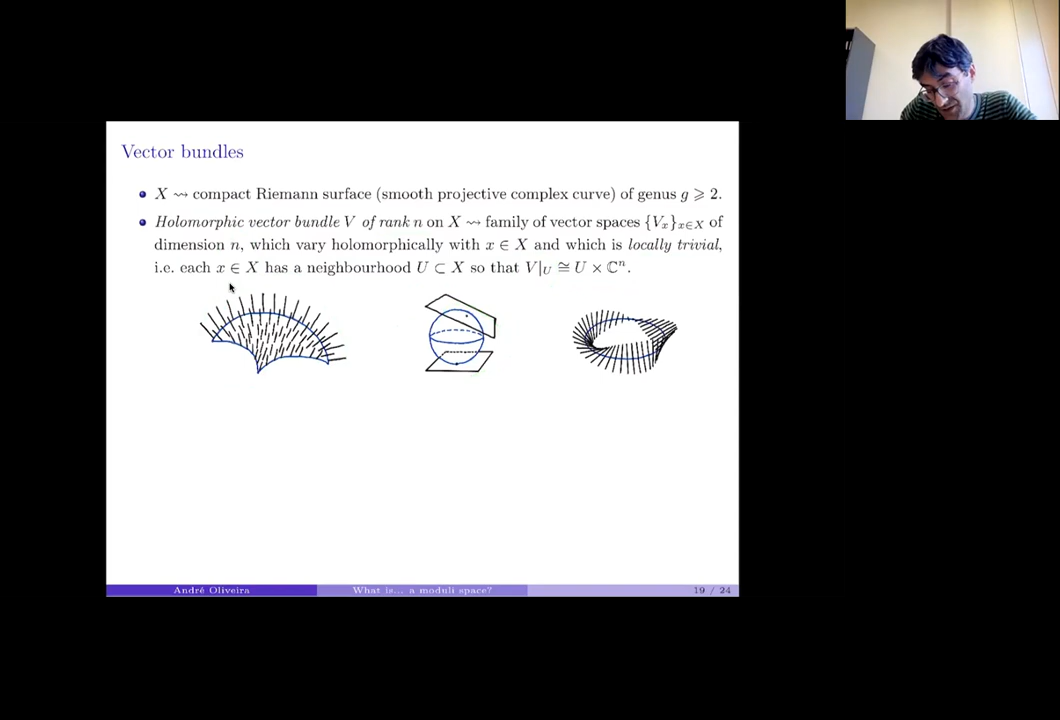 Vector bundles
X ⇝ compact Riemann surface (smooth projective complex curve) of genus g ⩾ 2.
Holomorphic vector bundle V of rank n on X ⇝ family of vector spaces {Vₓ}ₓ∈X of
dimension n, which vary holomorphically with x ∈ X and which is locally trivial,
i.e. each x ∈ X has a neighbourhood U ⊂ X so that V|_U ≅ U × ℂⁿ.
André Oliveira
What is... a moduli space?
19 / 24